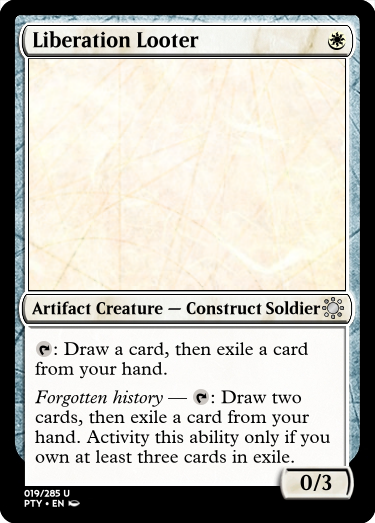 Liberation Looter
Artifact Creature — Construct Soldier
: Draw a card, then exile a card
from your hand.
Forgotten history — : Draw two
cards, then exile a card from your
hand. Activity this ability only if you
own at least three cards in exile.
0/3
019/285 U
PTY • EN